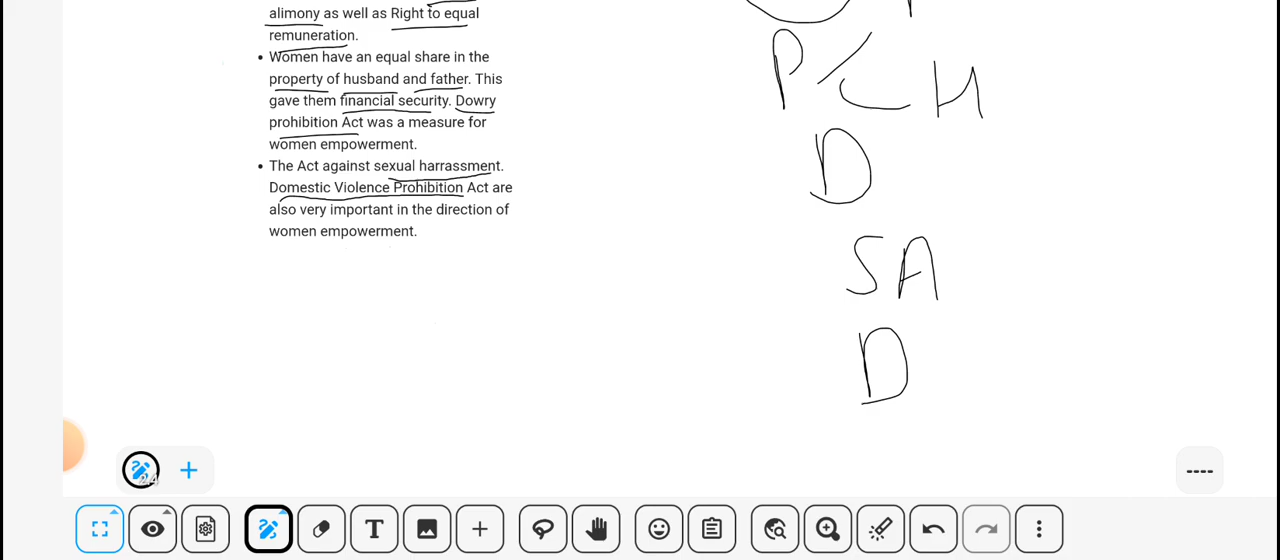 alimony as well as Right to equal
remuneration.
• Women have an equal share in the
property of husband and father. This
gave them financial security. Dowry
prohibition Act was a measure for
women empowerment.
• The Act against sexual harrassment.
Domestic Violence Prohibition Act are
also very important in the direction of
women empowerment.
P
H
D
SA
D
T